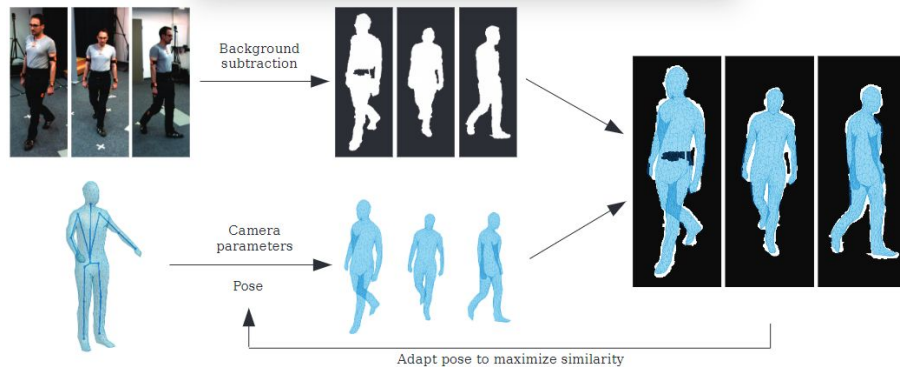 Background
subtraction
Camera
parameters
Pose
Adapt pose to maximize similarity